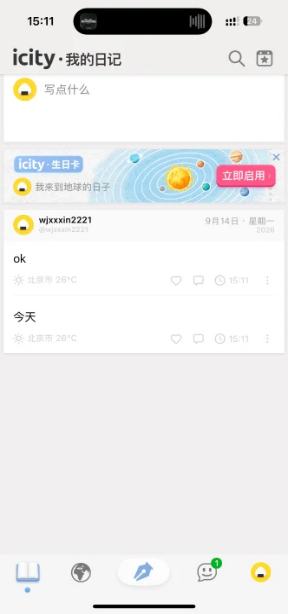 15:11
24
icity · 我的日记
写点什么
icity · 生日卡
我来到地球的日子
立即启用 ›
wjxxxin2221
@wjxxxin2221
9月14日 · 星期一
2026
ok
北京市 26°C
15:11
今天
北京市 26°C
15:11
1